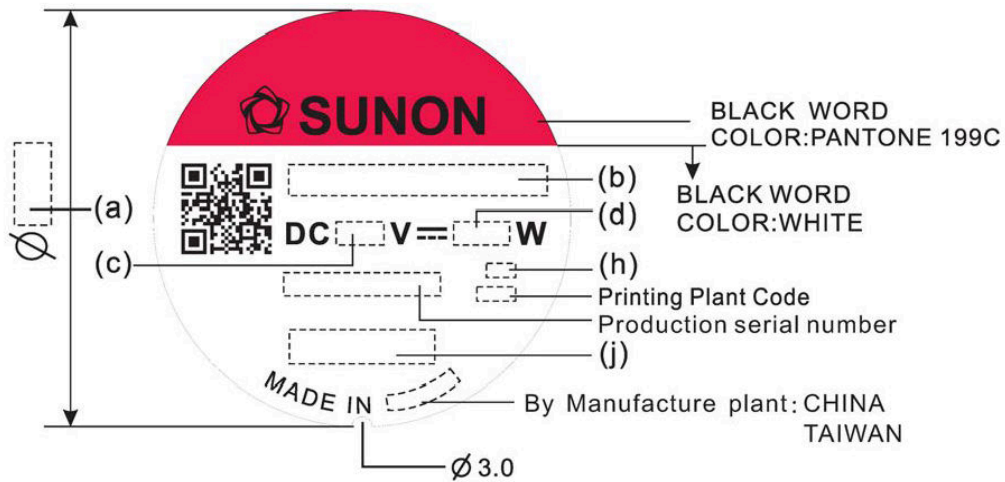 SUNON
BLACK WORD
COLOR:PANTONE 199C
(b)
BLACK WORD
COLOR:WHITE
(a)
(d)
Ø
DC V W
(c)
(h)
Printing Plant Code
Production serial number
(j)
MADE IN
By Manufacture plant: CHINA
TAIWAN
Ø 3.0